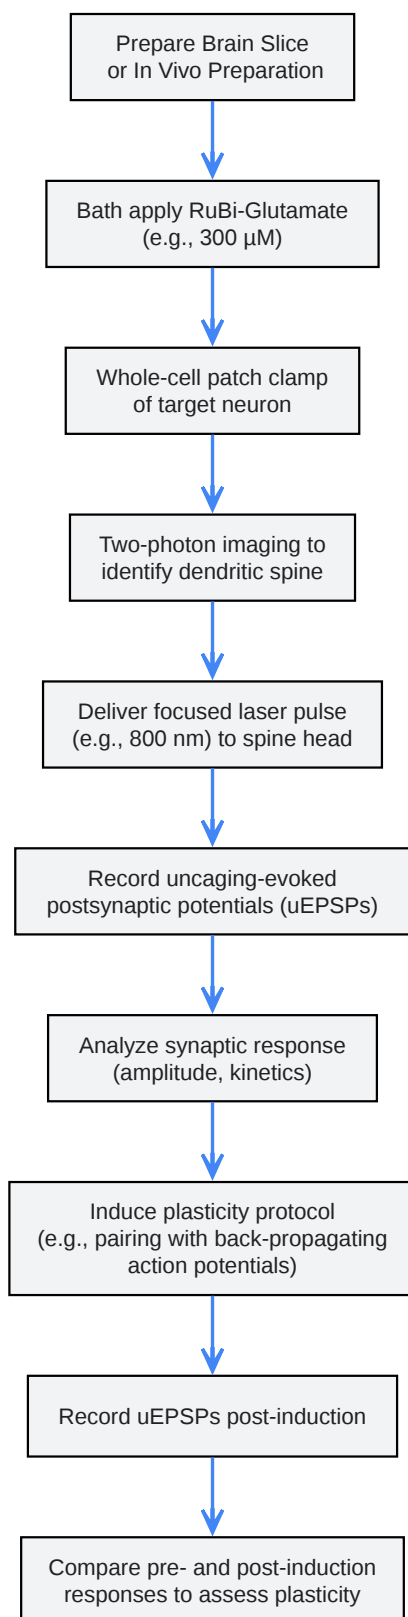 Prepare Brain Slice
or In Vivo Preparation
Bath apply RuBi-Glutamate
(e.g., 300 µM)
Whole-cell patch clamp
of target neuron
Two-photon imaging to
identify dendritic spine
Deliver focused laser pulse
(e.g., 800 nm) to spine head
Record uncaging-evoked
postsynaptic potentials (uEPSPs)
Analyze synaptic response
(amplitude, kinetics)
Induce plasticity protocol
(e.g., pairing with back-propagating
action potentials)
Record uEPSPs post-induction
Compare pre- and post-induction
responses to assess plasticity